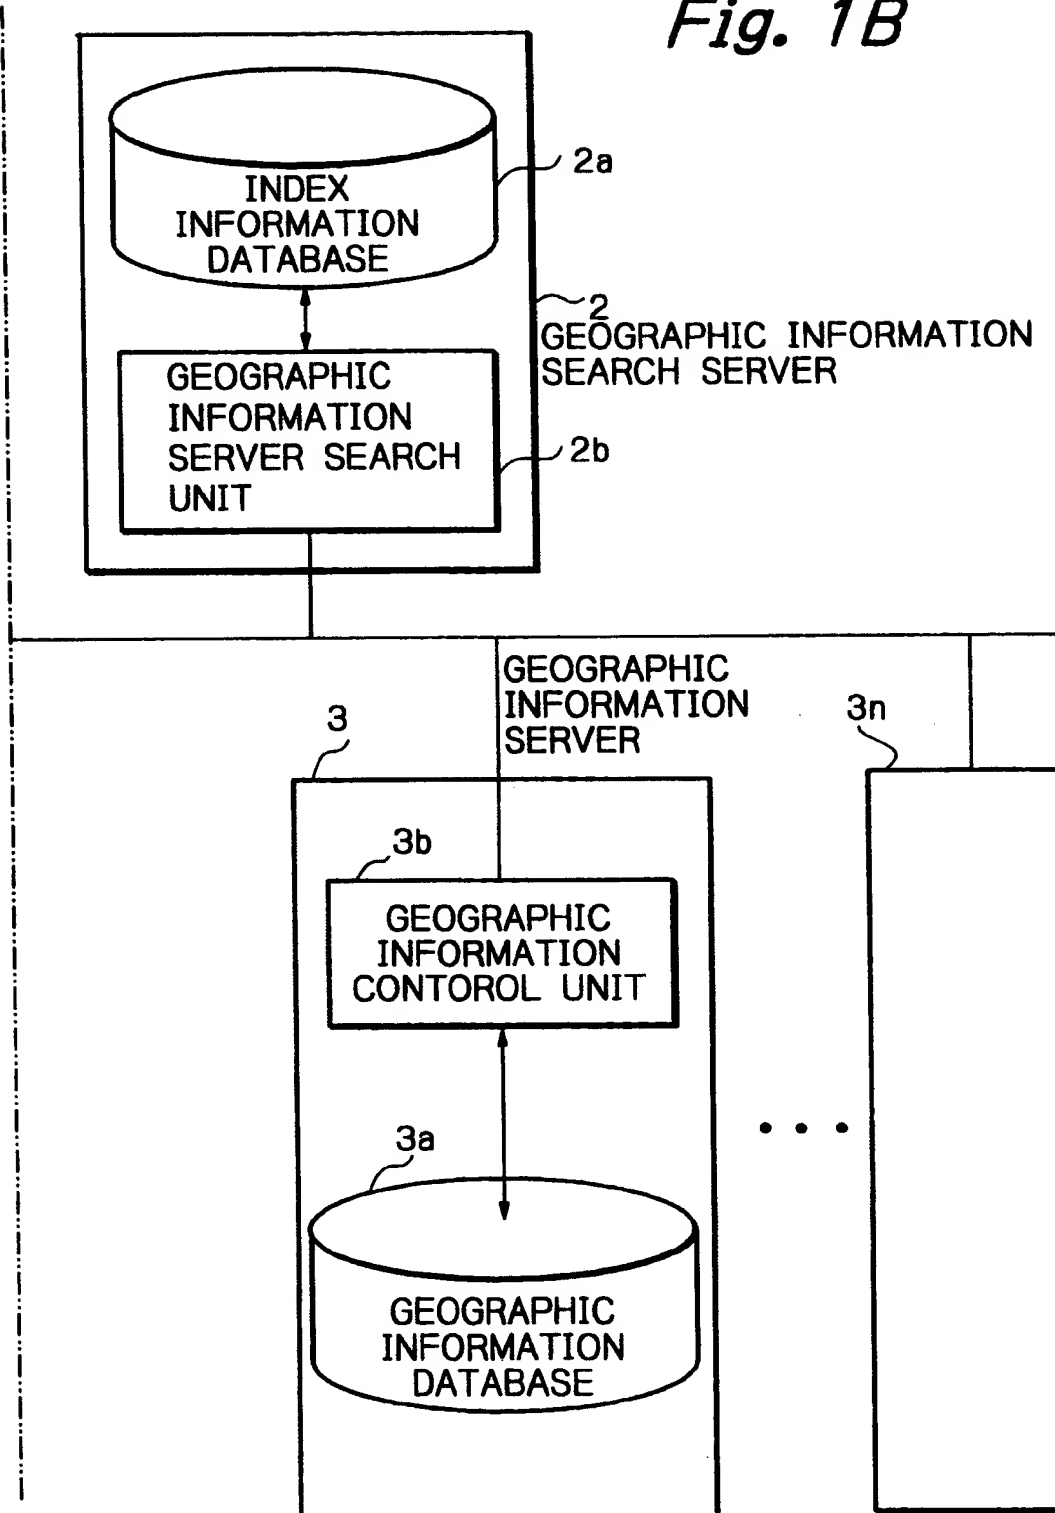 Fig. 1B
2a
INDEX
INFORMATION
DATABASE
2
GEOGRAPHIC INFORMATION
SEARCH SERVER
GEOGRAPHIC
INFORMATION
SERVER SEARCH
UNIT
2b
GEOGRAPHIC
INFORMATION
SERVER
3
3n
3b
GEOGRAPHIC
INFORMATION
CONTOROL UNIT
3a
GEOGRAPHIC
INFORMATION
DATABASE